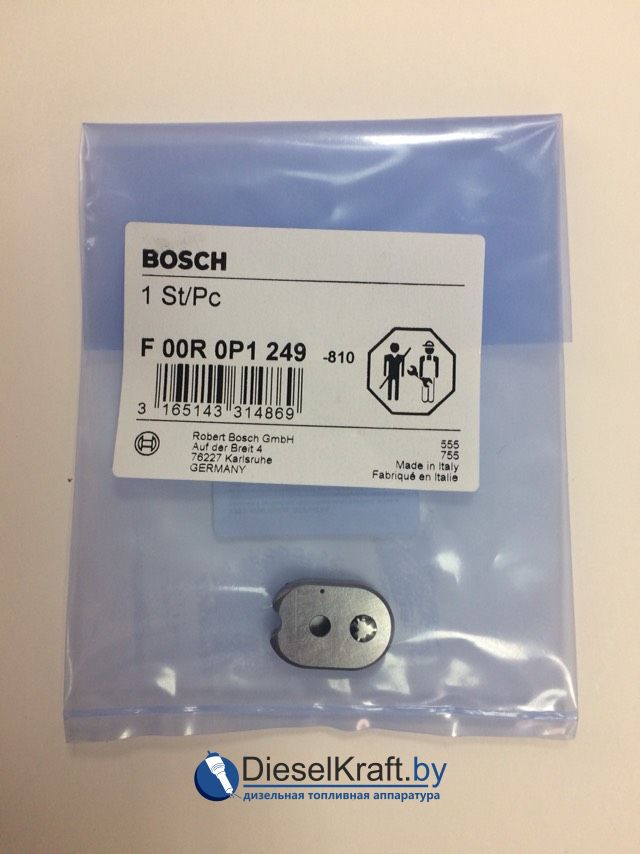 BOSCH
1 St/Pc
F 00R 0P1 249 -810
3 165143 314869
Robert Bosch GmbH
Auf der Breit 4
76227 Karlsruhe
GERMANY
555
755
Made in Italy
Fabriqué en Italie
DieselKraft.by
дизельная топливная аппаратура